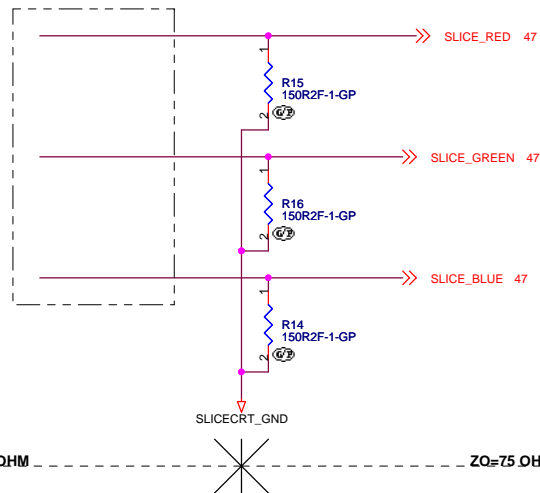 SLICE_RED 47
1
R15
150R2F-1-GP
2
SLICE_GREEN 47
1
R16
150R2F-1-GP
2
SLICE_BLUE 47
1
R14
150R2F-1-GP
2
SLICECRT_GND
OHM
ZO=75 OH